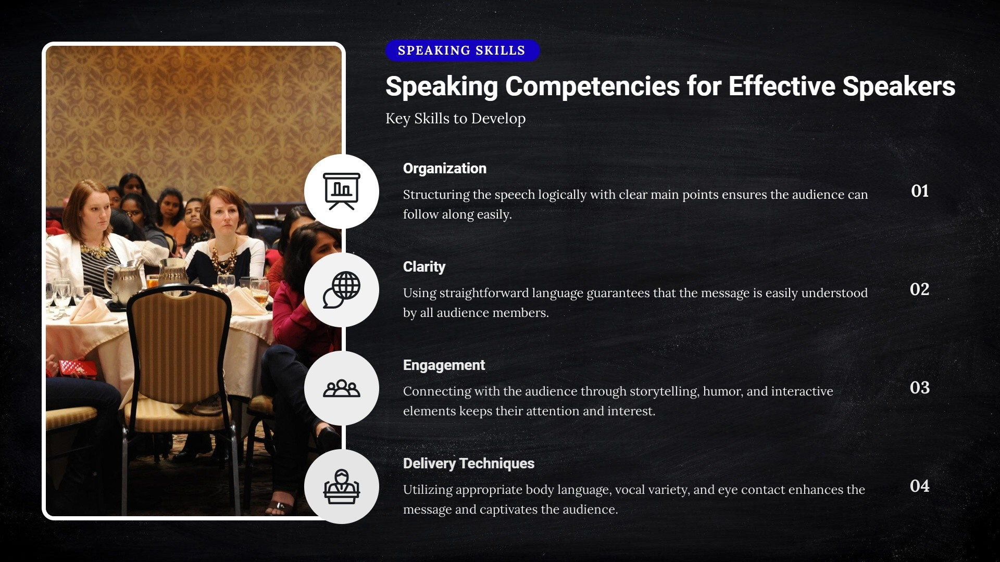 SPEAKING SKILLS
Speaking Competencies for Effective Speakers
Key Skills to Develop
Organization
Structuring the speech logically with clear main points ensures the audience can
follow along easily.
01
Clarity
Using straightforward language guarantees that the message is easily understood
by all audience members.
02
Engagement
Connecting with the audience through storytelling, humor, and interactive
elements keeps their attention and interest.
03
Delivery Techniques
Utilizing appropriate body language, vocal variety, and eye contact enhances the
message and captivates the audience.
04